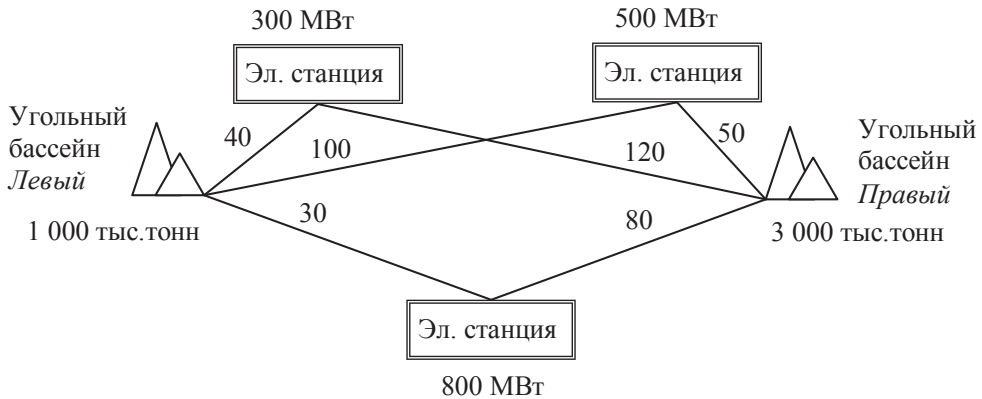 300 МВт
500 МВт
Эл. станция
Эл. станция
Угольный
бассейн
Левый
1 000 тыс.тонн
40
100
120
50
Угольный
бассейн
Правый
3 000 тыс.тонн
30
80
Эл. станция
800 МВт